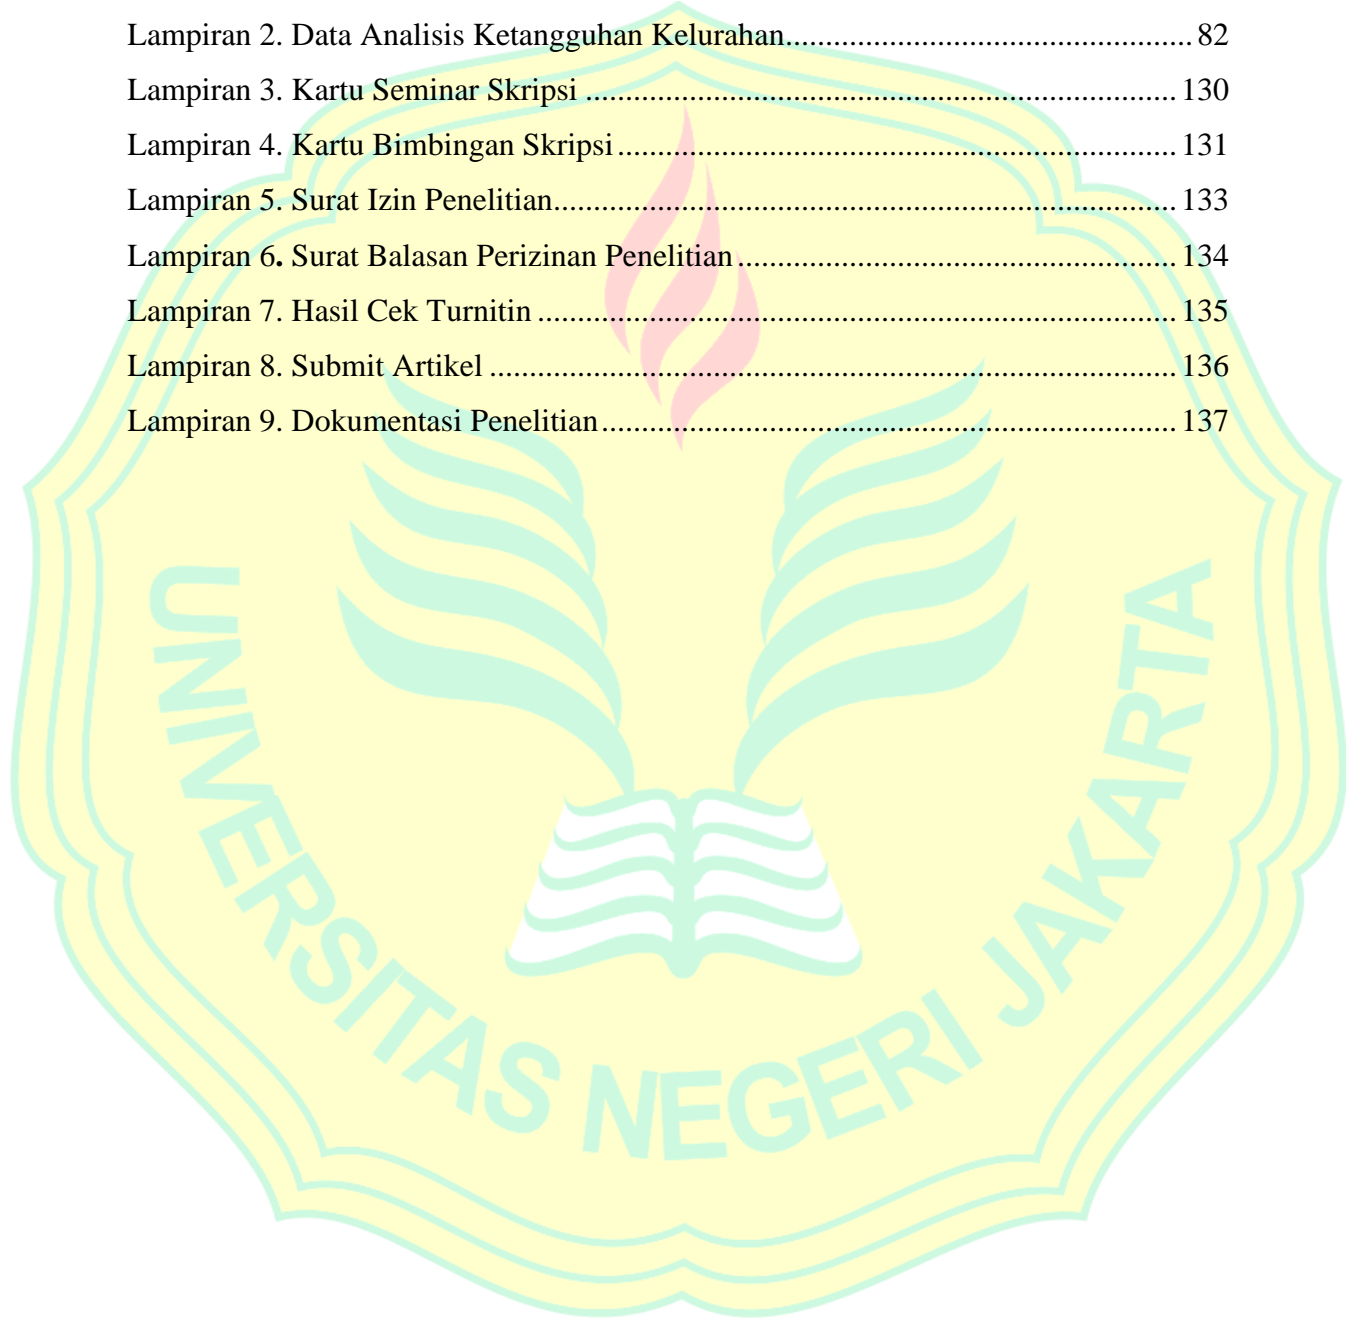 Lampiran 2. Data Analisis Ketangguhan Kelurahan.................................................... 82
Lampiran 3. Kartu Seminar Skripsi ........................................................................... 130
Lampiran 4. Kartu Bimbingan Skripsi....................................................................... 131
Lampiran 5. Surat Izin Penelitian............................................................................... 133
Lampiran 6. Surat Balasan Perizinan Penelitian........................................................ 134
Lampiran 7. Hasil Cek Turnitin ................................................................................. 135
Lampiran 8. Submit Artikel ....................................................................................... 136
Lampiran 9. Dokumentasi Penelitian......................................................................... 137
UNIVERSITAS NEGERI JAKARTA